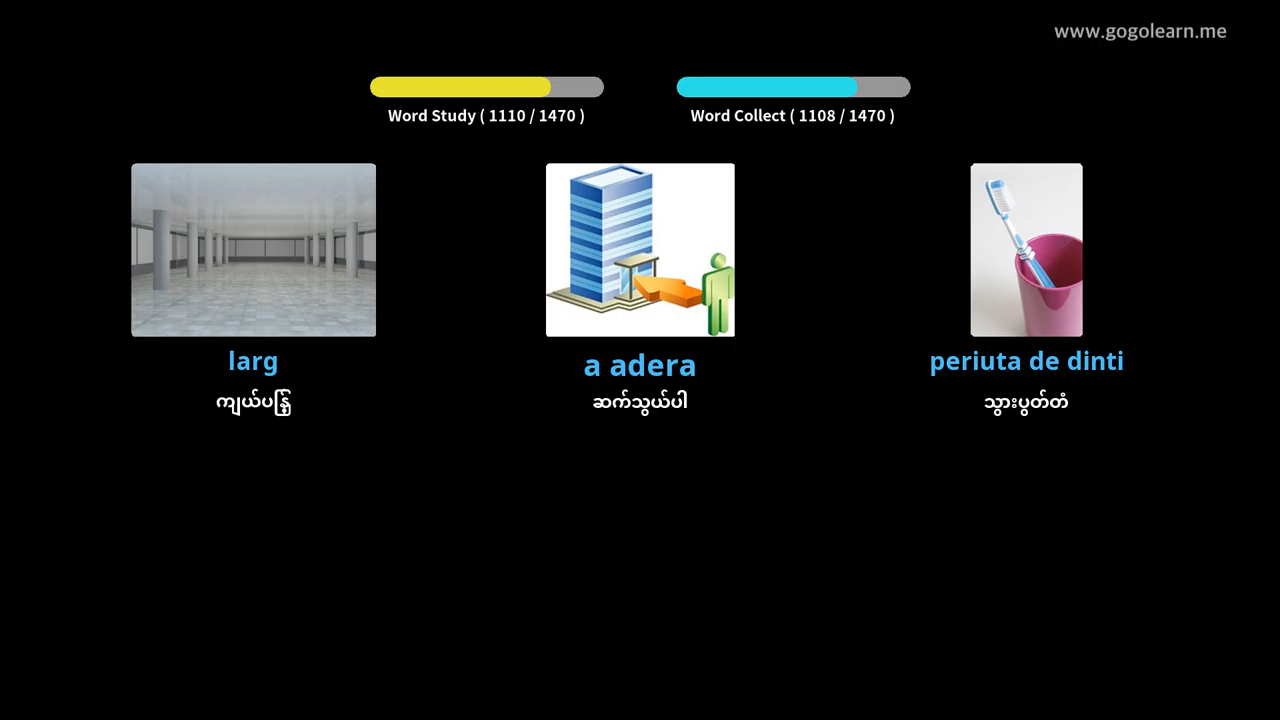 www.gogolearn.me
Word Study ( 1110 / 1470 )
Word Collect ( 1108 / 1470 )
larg
a adera
periuta de dinti
ကျယ်ပန့်ြ
ဆက်သွယ်ပါ
သွားပွတ်တံ